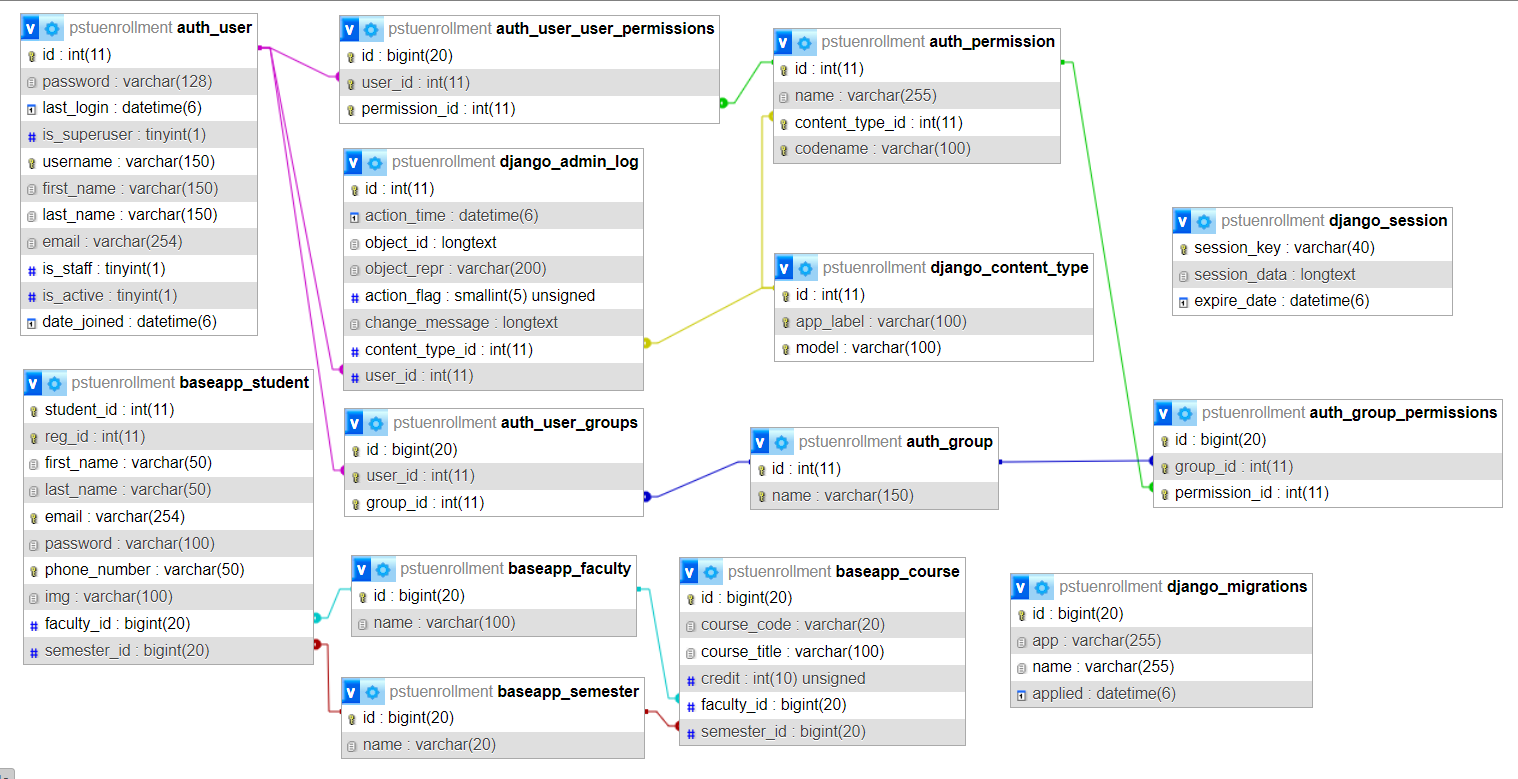 pstuenrollment auth_user
id : int(11)
password : varchar(128)
last_login : datetime(6)
is_superuser : tinyint(1)
username : varchar(150)
first_name : varchar(150)
last_name : varchar(150)
email : varchar(254)
is_staff : tinyint(1)
is_active : tinyint(1)
date_joined : datetime(6)
pstuenrollment baseapp_student
student_id : int(11)
reg_id : int(11)
first_name : varchar(50)
last_name : varchar(50)
email : varchar(254)
password : varchar(100)
phone_number : varchar(50)
img : varchar(100)
faculty_id : bigint(20)
semester_id : bigint(20)
pstuenrollment auth_user_user_permissions
id : bigint(20)
user_id : int(11)
permission_id : int(11)
pstuenrollment django_admin_log
id : int(11)
action_time : datetime(6)
object_id : longtext
object_repr : varchar(200)
action_flag : smallint(5) unsigned
change_message : longtext
content_type_id : int(11)
user_id : int(11)
pstuenrollment auth_user_groups
id : bigint(20)
user_id : int(11)
group_id : int(11)
pstuenrollment baseapp_faculty
id : bigint(20)
name : varchar(100)
pstuenrollment baseapp_semester
id : bigint(20)
name : varchar(20)
pstuenrollment auth_permission
id : int(11)
name : varchar(255)
content_type_id : int(11)
codename : varchar(100)
pstuenrollment django_content_type
id : int(11)
app_label : varchar(100)
model : varchar(100)
pstuenrollment auth_group
id : int(11)
name : varchar(150)
pstuenrollment baseapp_course
id : bigint(20)
course_code : varchar(20)
course_title : varchar(100)
credit : int(10) unsigned
faculty_id : bigint(20)
semester_id : bigint(20)
pstuenrollment django_session
session_key : varchar(40)
session_data : longtext
expire_date : datetime(6)
pstuenrollment auth_group_permissions
id : bigint(20)
group_id : int(11)
permission_id : int(11)
pstuenrollment django_migrations
id : bigint(20)
app : varchar(255)
name : varchar(255)
applied : datetime(6)